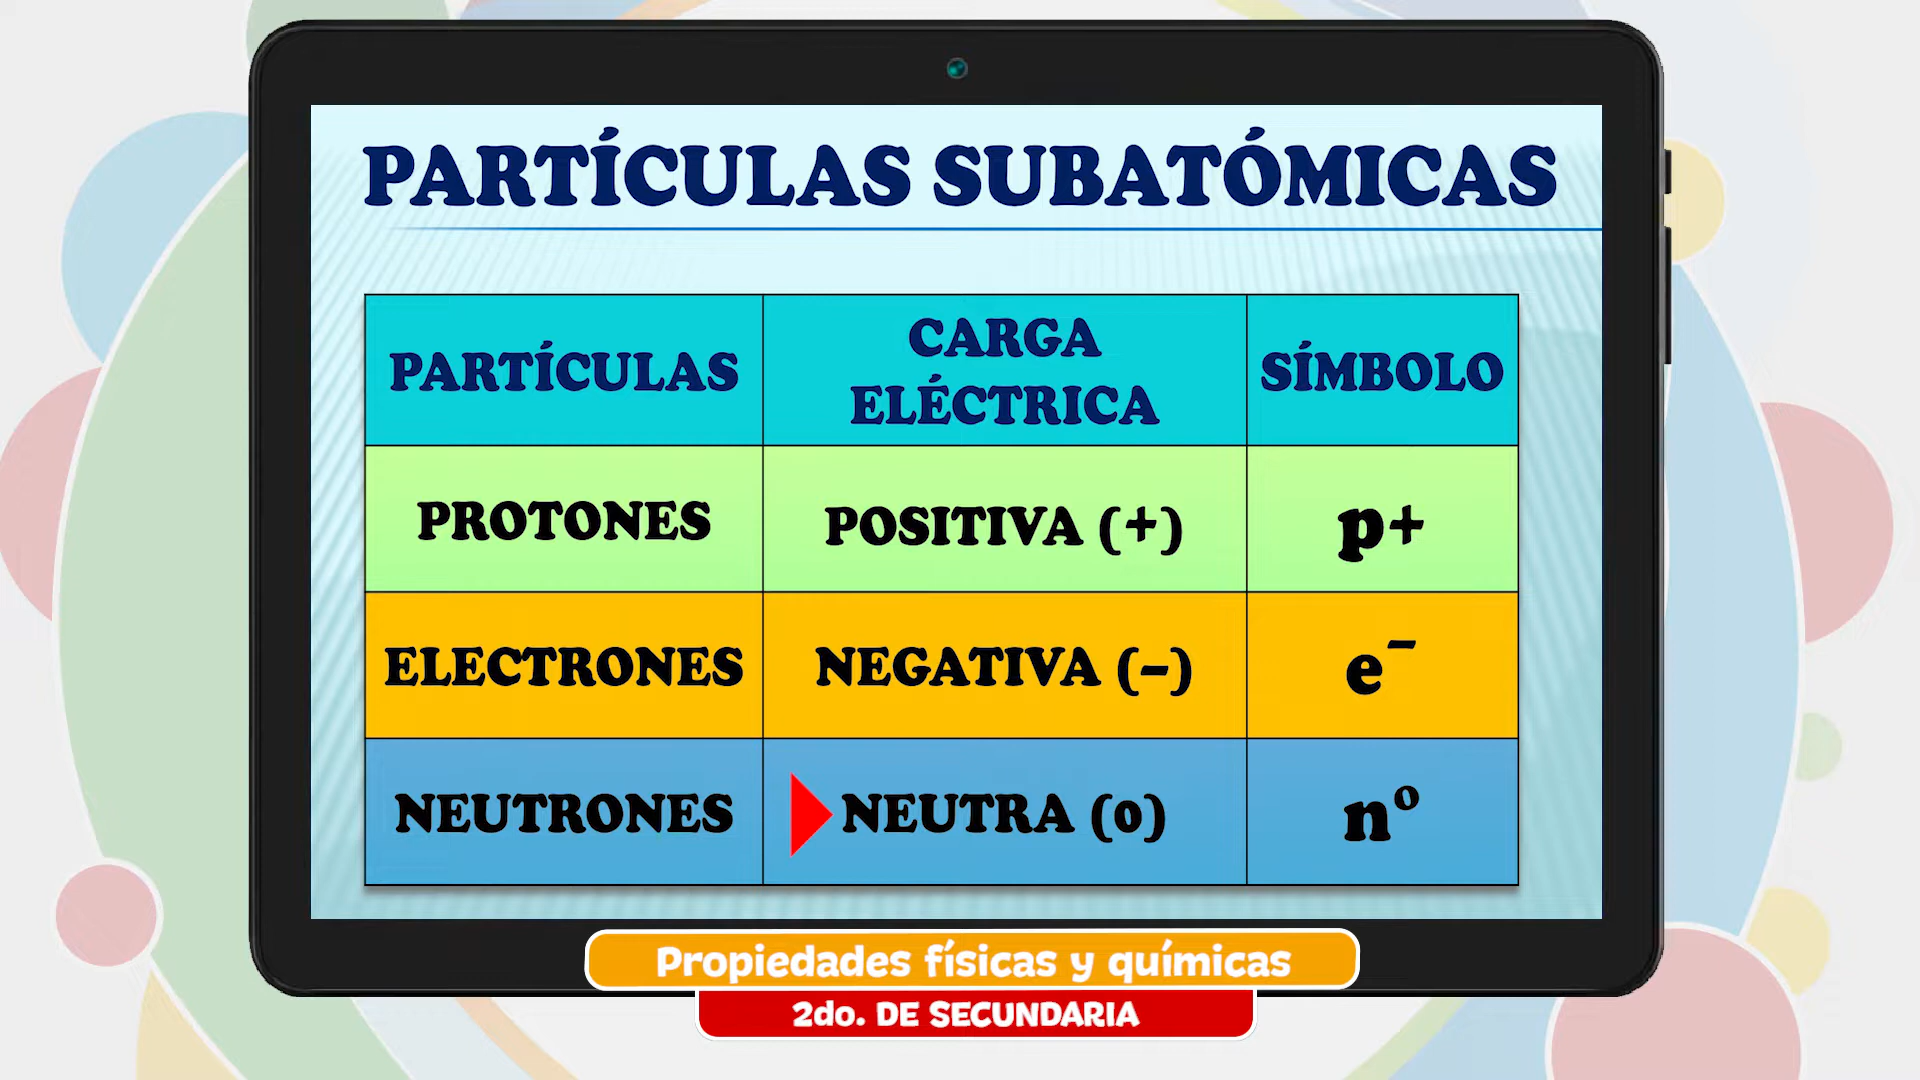 PARTÍCULAS SUBATÓMICAS
PARTÍCULAS
CARGA
ELÉCTRICA
SÍMBOLO
PROTONES
POSITIVA (+)
p+
ELECTRONES
NEGATIVA (–)
e⁻
NEUTRONES
NEUTRA (0)
nº
Propiedades físicas y químicas
2do. DE SECUNDARIA